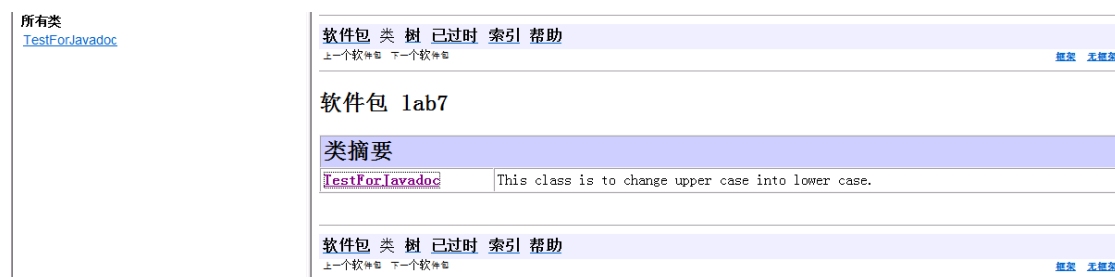 所有类
TestForJavadoc
软件包 类 树 已过时 索引 帮助
上一个软件包 下一个软件包 框架 无框架
软件包 lab7
类摘要
TestForJavadoc This class is to change upper case into lower case.
软件包 类 树 已过时 索引 帮助
上一个软件包 下一个软件包 框架 无框架